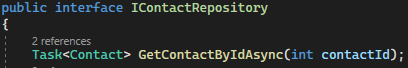 public interface IContactRepository
{
2 references
Task<Contact> GetContactByIdAsync(int contactId);